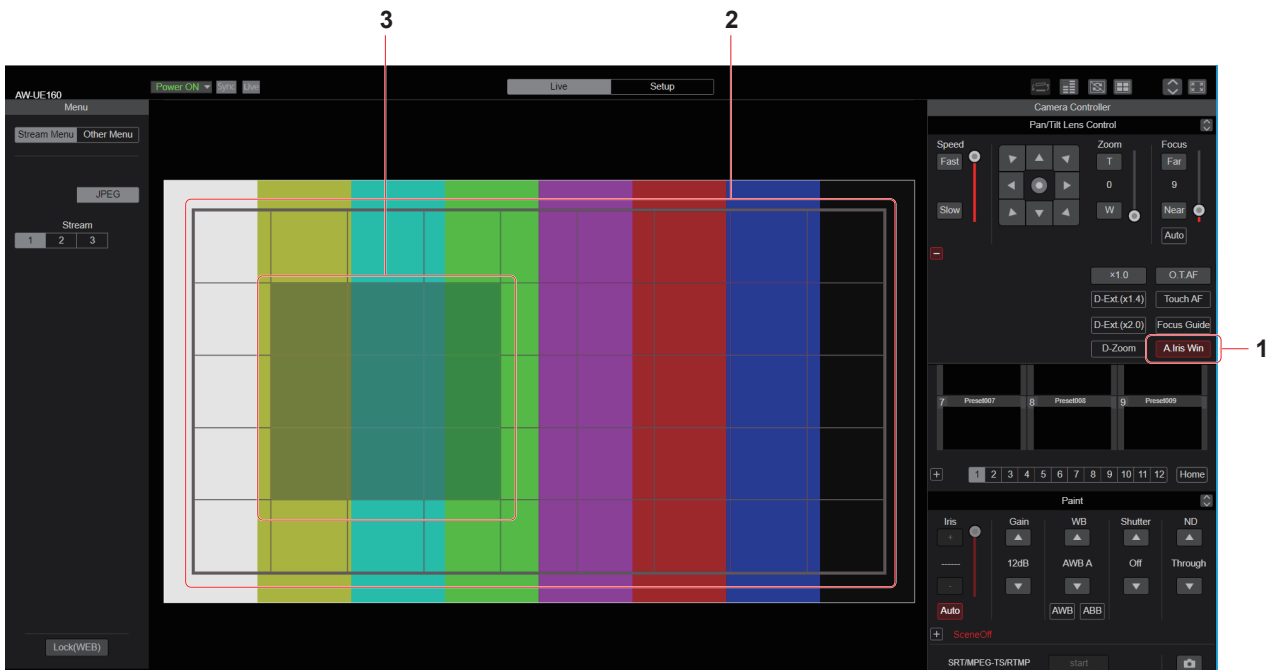 3 2
AW-UE160 Power ON Sync Live Live Setup
Menu
Stream Menu Other Menu
JPEG
Stream
1 2 3
Camera Controller
Pan/Tilt Lens Control
Speed Zoom Focus
Fast T Far
0 9
Slow W Near
Auto
×1.0 O.T.AF
D-Ext.(x1.4) Touch AF
D-Ext.(x2.0) Focus Guide
D-Zoom A.Iris Win 1
7 Preset007 8 Preset008 9 Preset009
+ 1 2 3 4 5 6 7 8 9 10 11 12 Home
Paint
Iris Gain WB Shutter ND
+
------ 12dB AWB A Off Through
-
Auto AWB ABB
+ SceneOff
Lock(WEB)
SRT/MPEG-TS/RTMP start